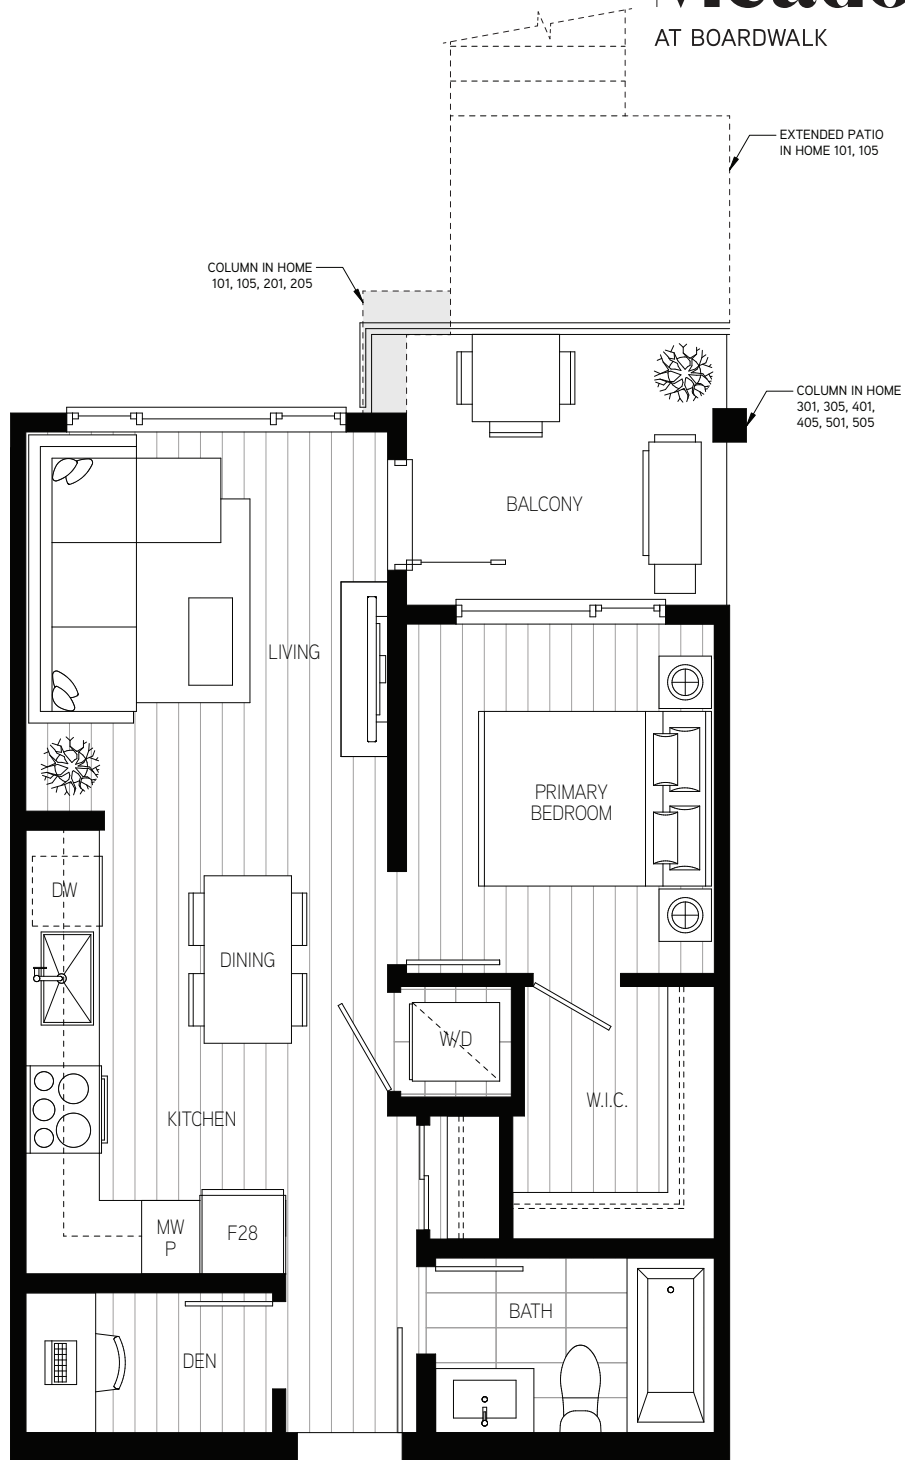 AT BOARDWALK
EXTENDED PATIO
IN HOME 101, 105
COLUMN IN HOME
101, 105, 201, 205
COLUMN IN HOME
301, 305, 401,
405, 501, 505
BALCONY
LIVING
PRIMARY
BEDROOM
DW
DINING
W/D
W.I.C.
KITCHEN
MW
P
F28
BATH
DEN